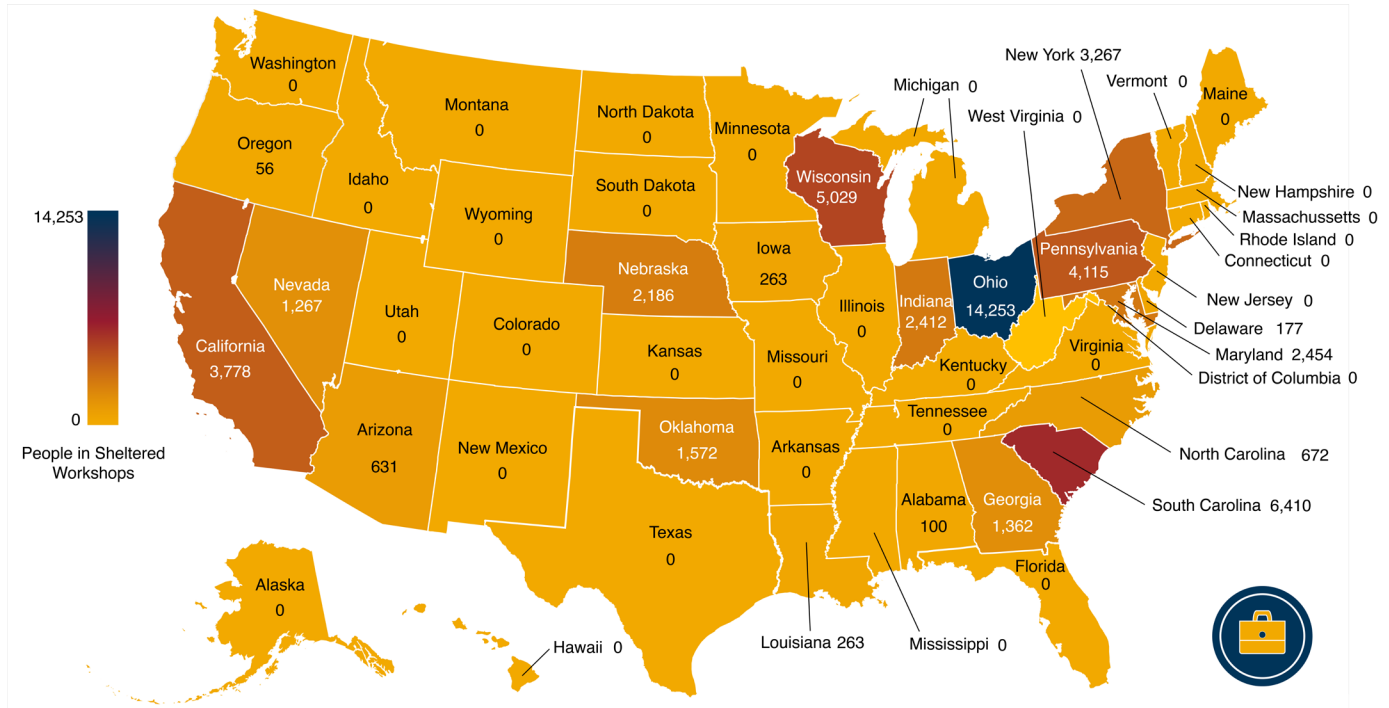 New York 3,267
Washington
0
Michigan 0
Vermont 0
Maine
0
Montana
0
North Dakota
0
Minnesota
0
West Virginia 0
Oregon
56
Idaho
0
South Dakota
0
Wisconsin
5,029
New Hampshire 0
Wyoming
0
14,253
Massachussetts 0
Rhode Island 0
Connecticut 0
Iowa
263
Pennsylvania
4,115
Nebraska
2,186
Nevada
1,267
Ohio
14,253
Indiana
2,412
Illinois
0
New Jersey 0
Utah
0
Colorado
0
Delaware 177
California
3,778
Kansas
0
Missouri
0
Kentucky
0
Virginia
0
Maryland 2,454
District of Columbia 0
0
People in Sheltered
Workshops
Tennessee
0
Arizona
631
New Mexico
0
Oklahoma
1,572
Arkansas
0
North Carolina 672
South Carolina 6,410
Alabama
100
Georgia
1,362
Texas
0
Florida
0
Alaska
0
Hawaii 0
Louisiana 263
Mississippi 0